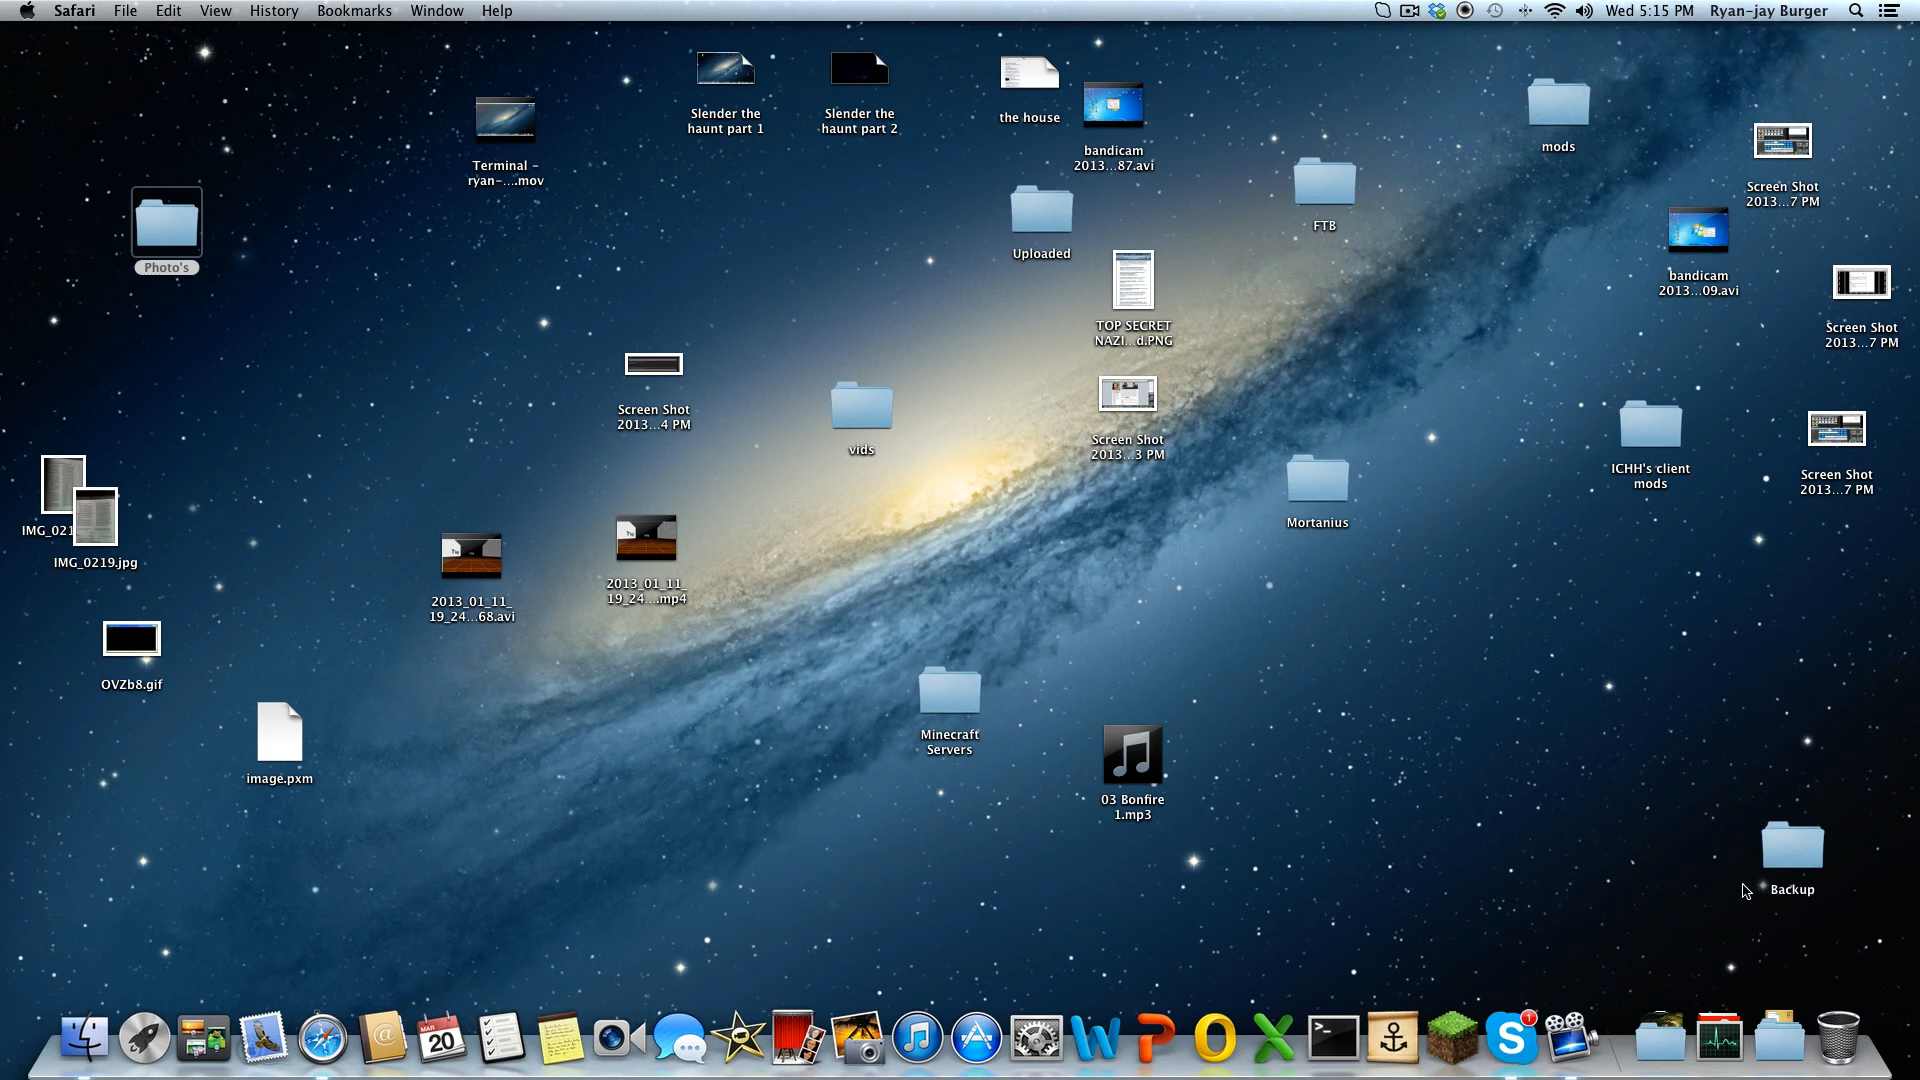 Safari File Edit View History Bookmarks Window Help
Wed 5:15 PM Ryan-jay Burger
Slender the
haunt part 1
Slender the
haunt part 2
the house
bandicam
2013...87.avi
mods
Terminal -
ryan-....mov
Screen Shot
2013...7 PM
FTB
Uploaded
Photo's
bandicam
2013...09.avi
TOP SECRET
NAZI...d.PNG
Screen Shot
2013...7 PM
Screen Shot
2013...4 PM
vids
Screen Shot
2013...3 PM
ICHH's client
mods
Screen Shot
2013...7 PM
Mortanius
IMG_021
IMG_0219.jpg
2013_01_11_
19_24...68.avi
2013_01_11_
19_24....mp4
OVZb8.gif
Minecraft
Servers
image.pxm
03 Bonfire
1.mp3
Backup
MAR
20
1